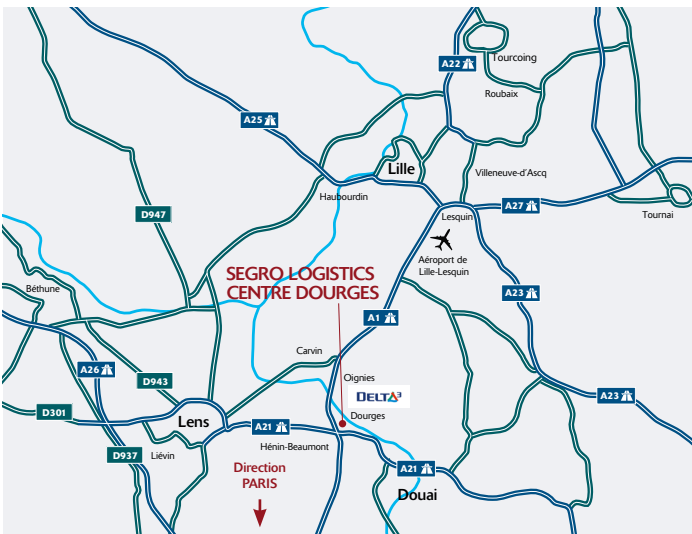 Tourcoing
A22
Roubaix
A25
Lille
Villeneuve-d'Ascq
Haubourdin
A27
D947
Lesquin
Tournai
Aéroport de
Lille-Lesquin
SEGRO LOGISTICS
CENTRE DOURGES
Béthune
A23
A1
Carvin
A26
D943
Oignies
DELTA3
A23
D301
Dourges
Lens
A21
Hénin-Beaumont
D937
Liévin
Direction
PARIS
A21
Douai